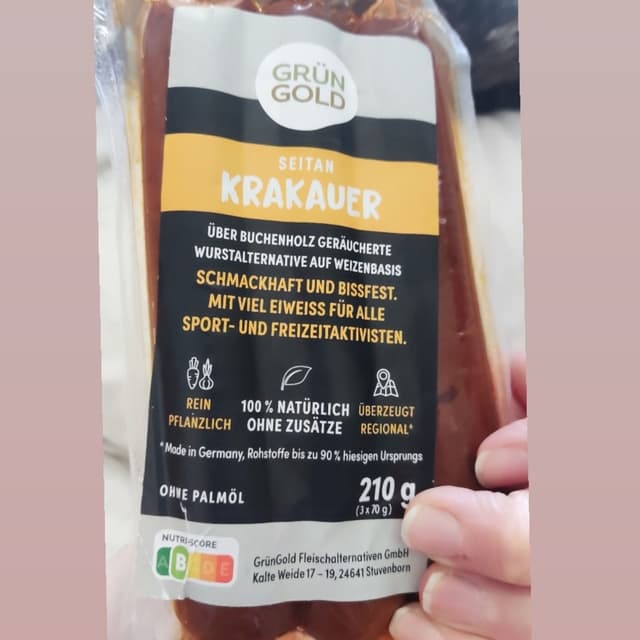 GRÜN
GOLD
SEITAN
KRAKAUER
ÜBER BUCHENHOLZ GERÄUCHERTE
WURSTALTERNATIVE AUF WEIZENBASIS
SCHMACKHAFT UND BISSFEST.
MIT VIEL EIWEISS FÜR ALLE
SPORT- UND FREIZEITAKTIVISTEN.
REIN
PFLANZLICH
100 % NATÜRLICH
OHNE ZUSÄTZE
ÜBERZEUGT
REGIONAL*
*Made in Germany, Rohstoffe bis zu 90 % hiesigen Ursprungs
OHNE PALMÖL
210 g
(3 x 70 g)
NUTRI-SCORE
A B C D E
GrünGold Fleischalternativen GmbH
Kalte Weide 17 – 19, 24641 Stuvenborn